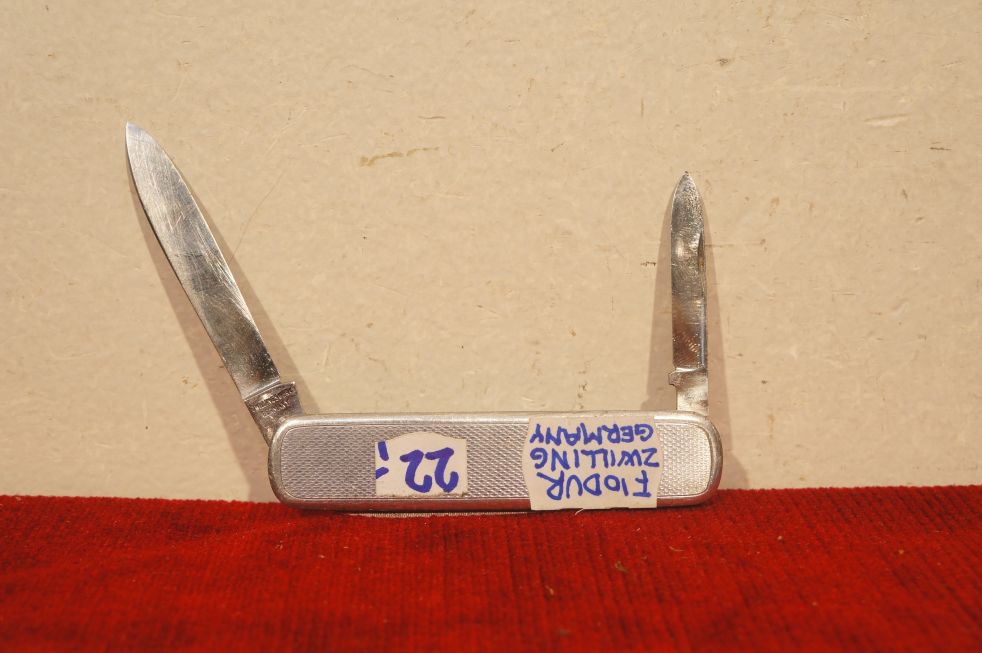 FIODUR
ZWILLING
GERMANY
22,-